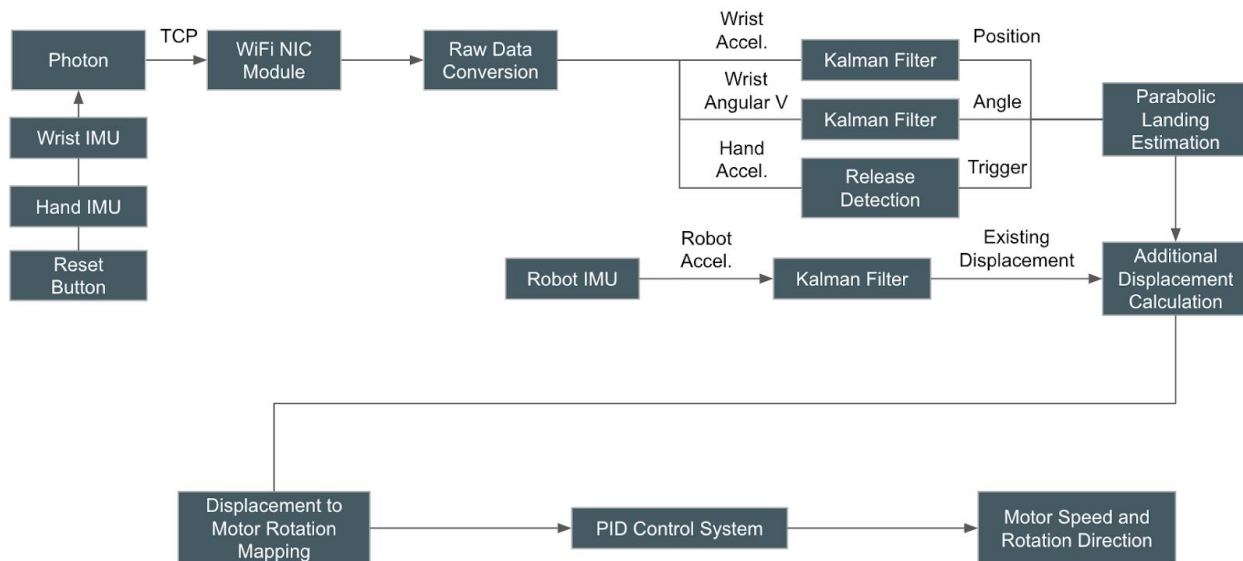 TCP
Photon
WiFi NIC
Module
Raw Data
Conversion
Wrist
Accel.
Kalman Filter
Position
Wrist
Angular V
Kalman Filter
Angle
Hand
Accel.
Release
Detection
Trigger
Parabolic
Landing
Estimation
Wrist IMU
Hand IMU
Reset
Button
Robot IMU
Robot
Accel.
Kalman Filter
Existing
Displacement
Additional
Displacement
Calculation
Displacement to
Motor Rotation
Mapping
PID Control System
Motor Speed and
Rotation Direction